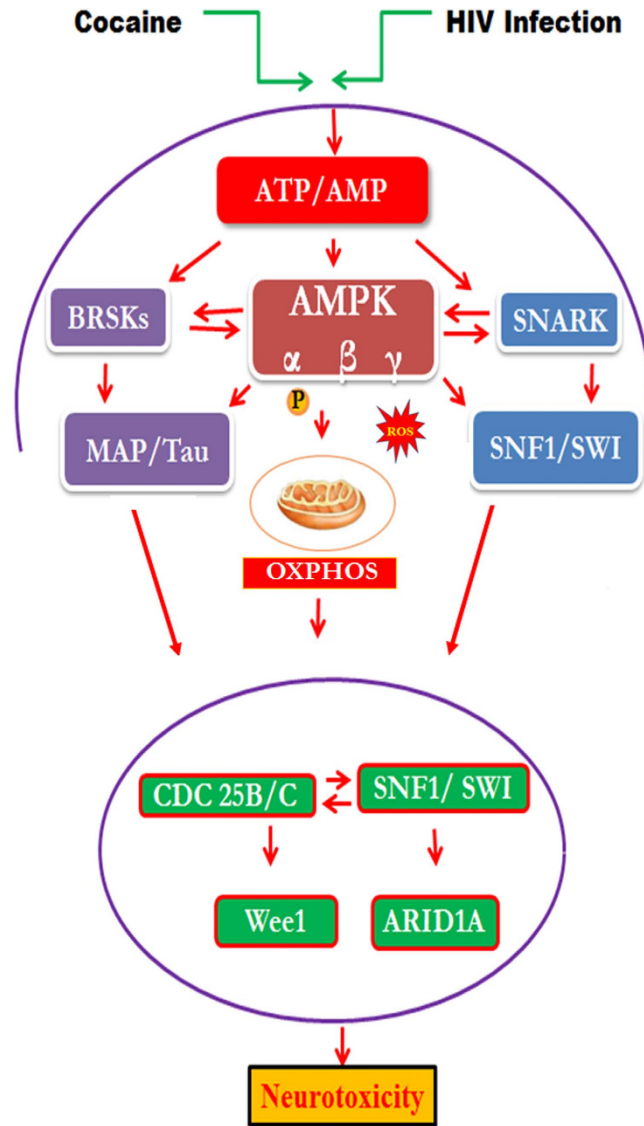 Cocaine
HIV Infection
ATP/AMP
BRSKs
AMPK
α β γ
SNARK
P
ROS
MAP/Tau
SNF1/SWI
OXPHOS
CDC 25B/C
SNF1/ SWI
Wee1
ARID1A
Neurotoxicity